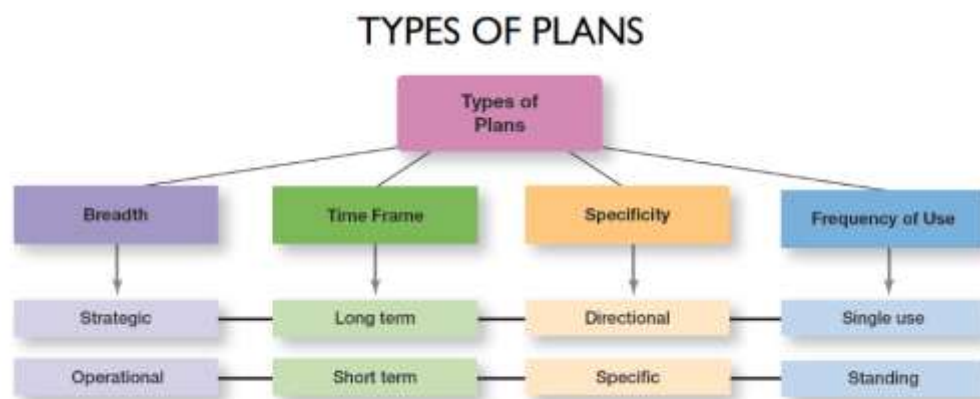 TYPES OF PLANS
Types of
Plans
Breadth
Time Frame
Specificity
Frequency of Use
Strategic
Long term
Directional
Single use
Operational
Short term
Specific
Standing